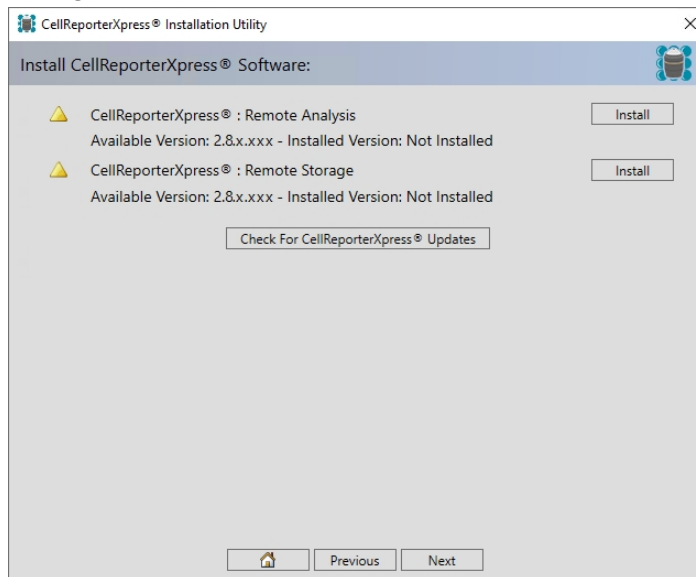 CellReporterXpress® Installation Utility
Install CellReporterXpress® Software:
CellReporterXpress® : Remote Analysis
Install
Available Version: 2.8.x.xxx - Installed Version: Not Installed
CellReporterXpress® : Remote Storage
Install
Available Version: 2.8.x.xxx - Installed Version: Not Installed
Check For CellReporterXpress® Updates
Previous
Next